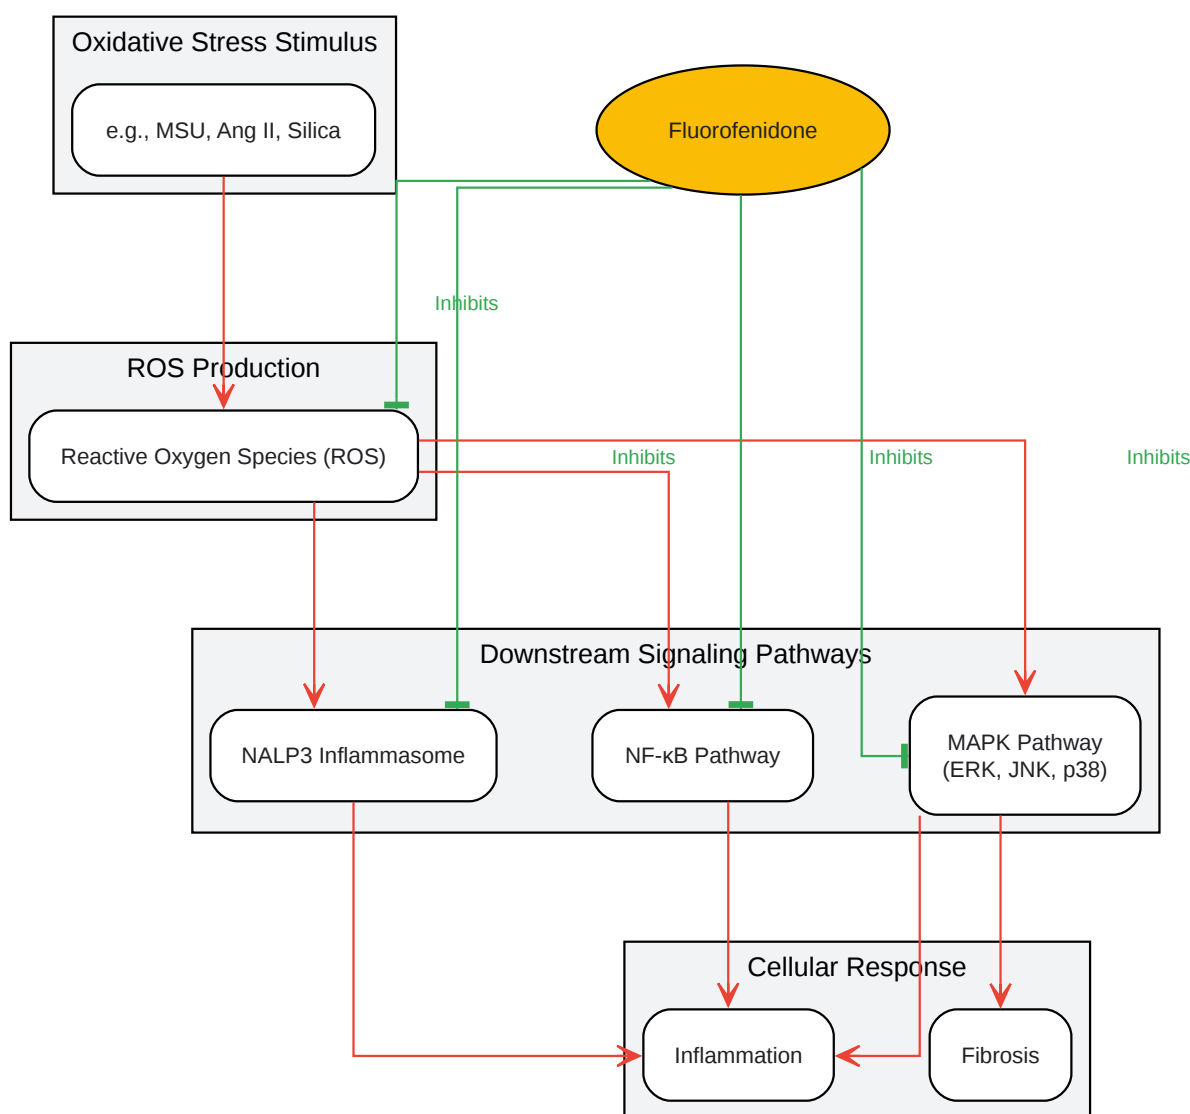 Oxidative Stress Stimulus
e.g., MSU, Ang II, Silica
Fluorofenidone
Inhibits
ROS Production
Reactive Oxygen Species (ROS)
Inhibits
Inhibits
Inhibits
Downstream Signaling Pathways
NALP3 Inflammasome
NF-κB Pathway
MAPK Pathway
(ERK, JNK, p38)
Cellular Response
Inflammation
Fibrosis